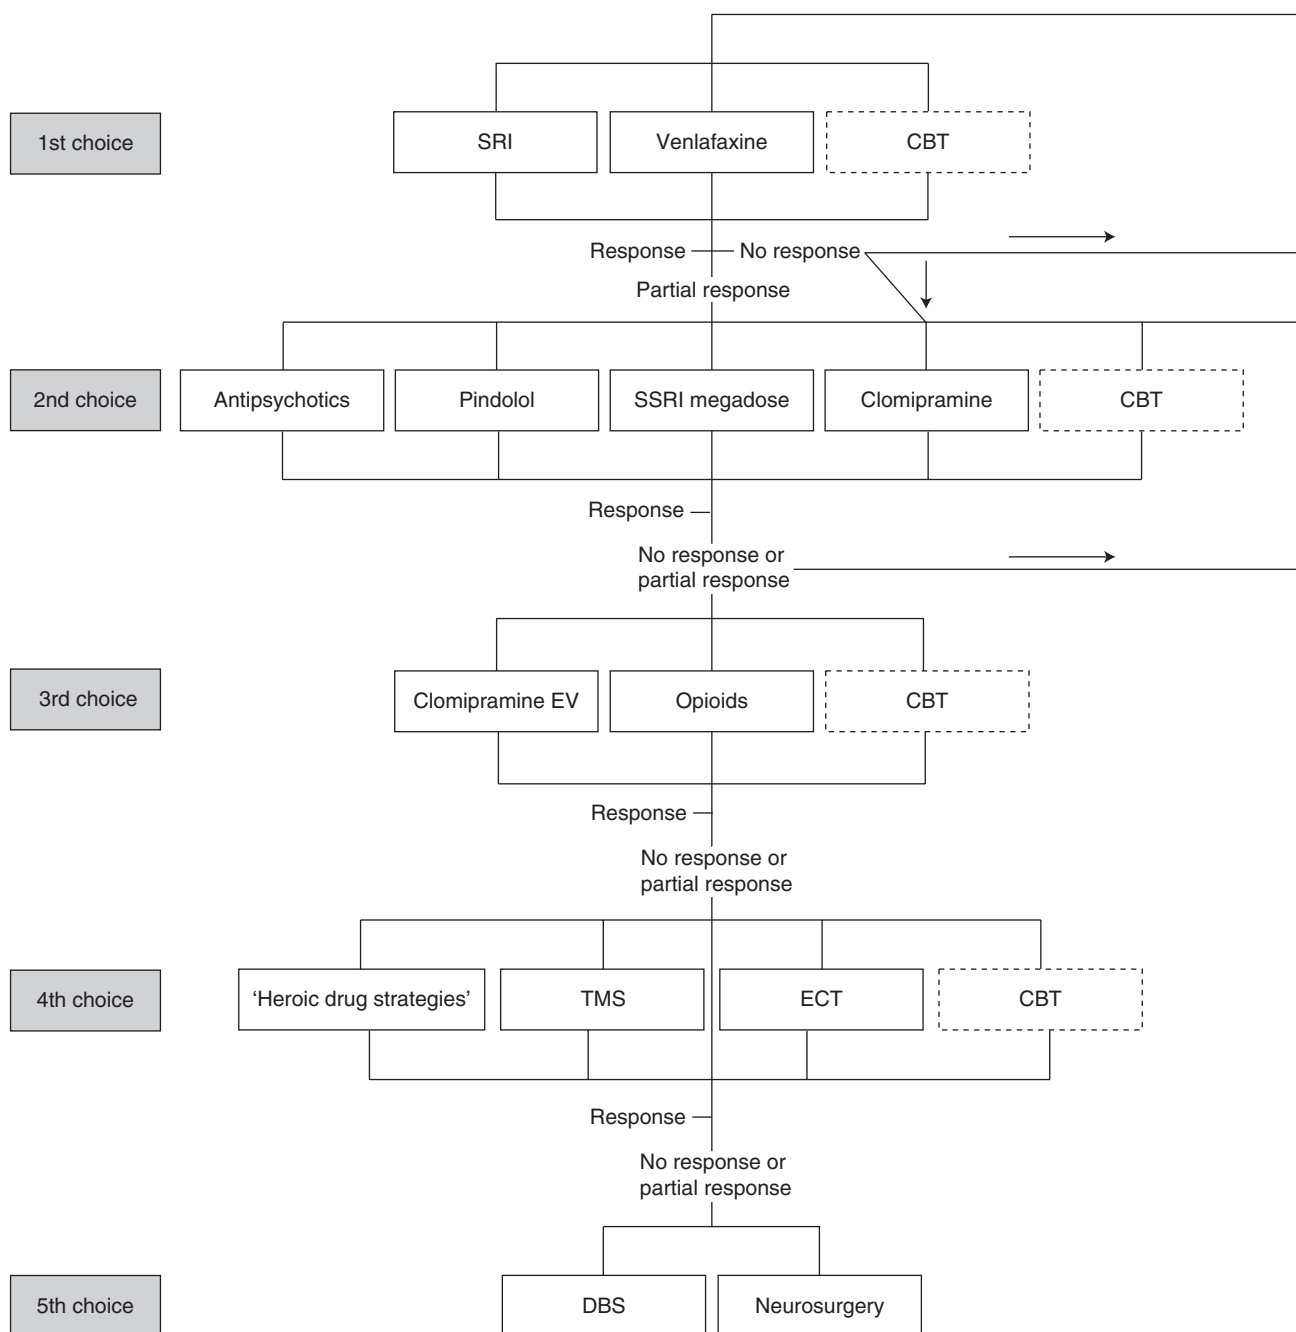 1st choice
SRI
Venlafaxine
CBT
Response
No response
Partial response
2nd choice
Antipsychotics
Pindolol
SSRI megadose
Clomipramine
CBT
Response
No response or
partial response
3rd choice
Clomipramine EV
Opioids
CBT
Response
No response or
partial response
4th choice
‘Heroic drug strategies’
TMS
ECT
CBT
Response
No response or
partial response
5th choice
DBS
Neurosurgery